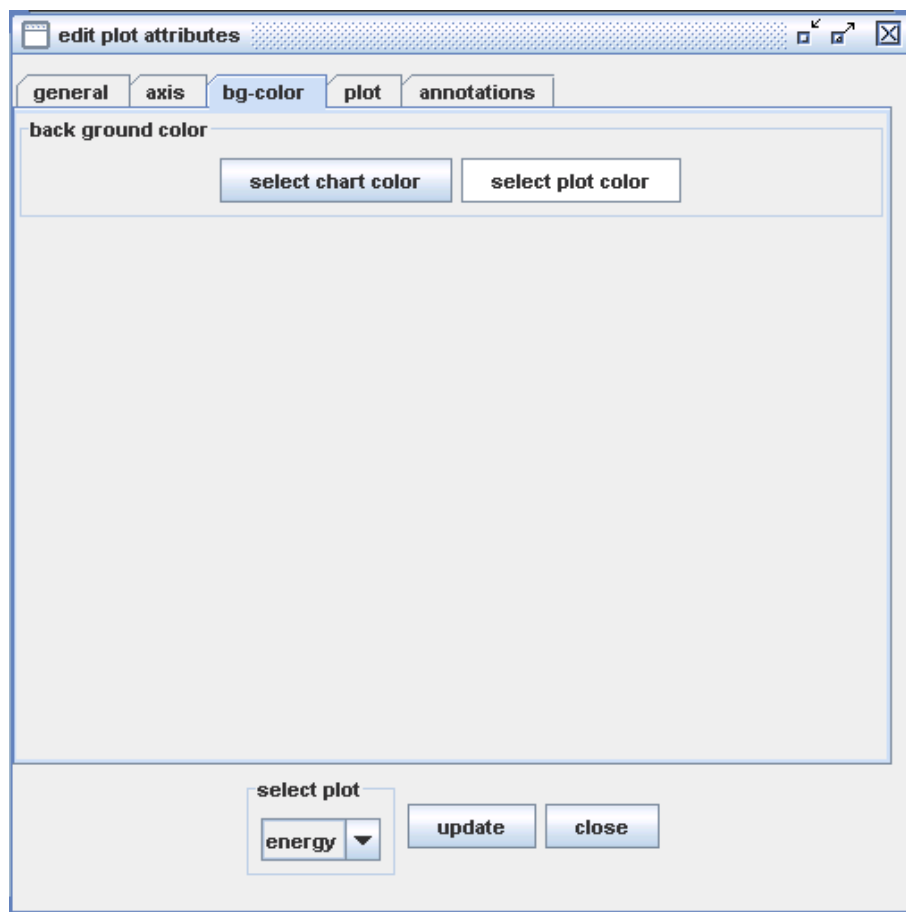 edit plot attributes
general axis bg-color plot annotations
back ground color
select chart color select plot color
select plot
energy update close